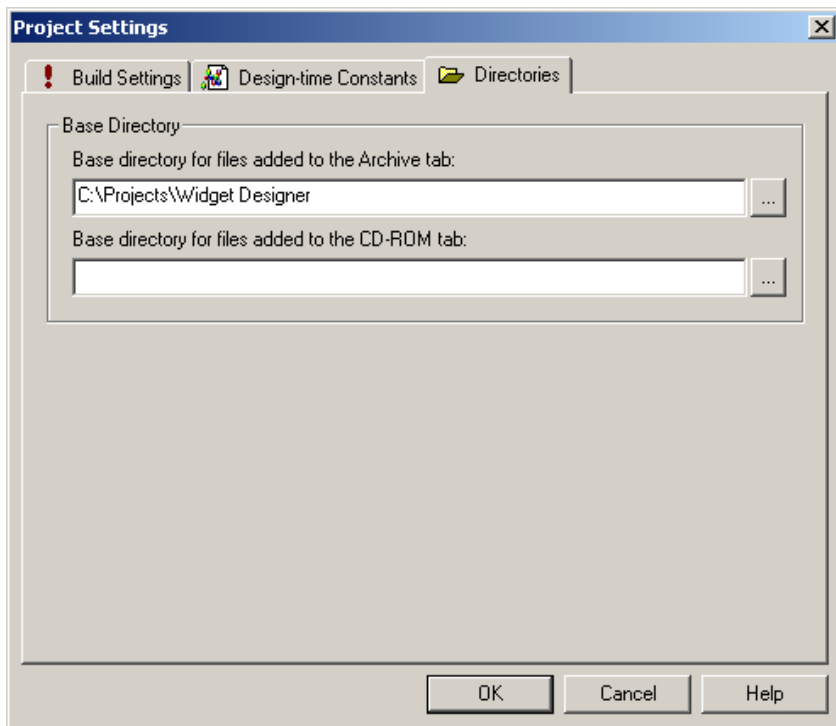 Project Settings
Build Settings
Design-time Constants
Directories
Base Directory
Base directory for files added to the Archive tab:
C:\Projects\Widget Designer
...
Base directory for files added to the CD-ROM tab:
...
OK
Cancel
Help